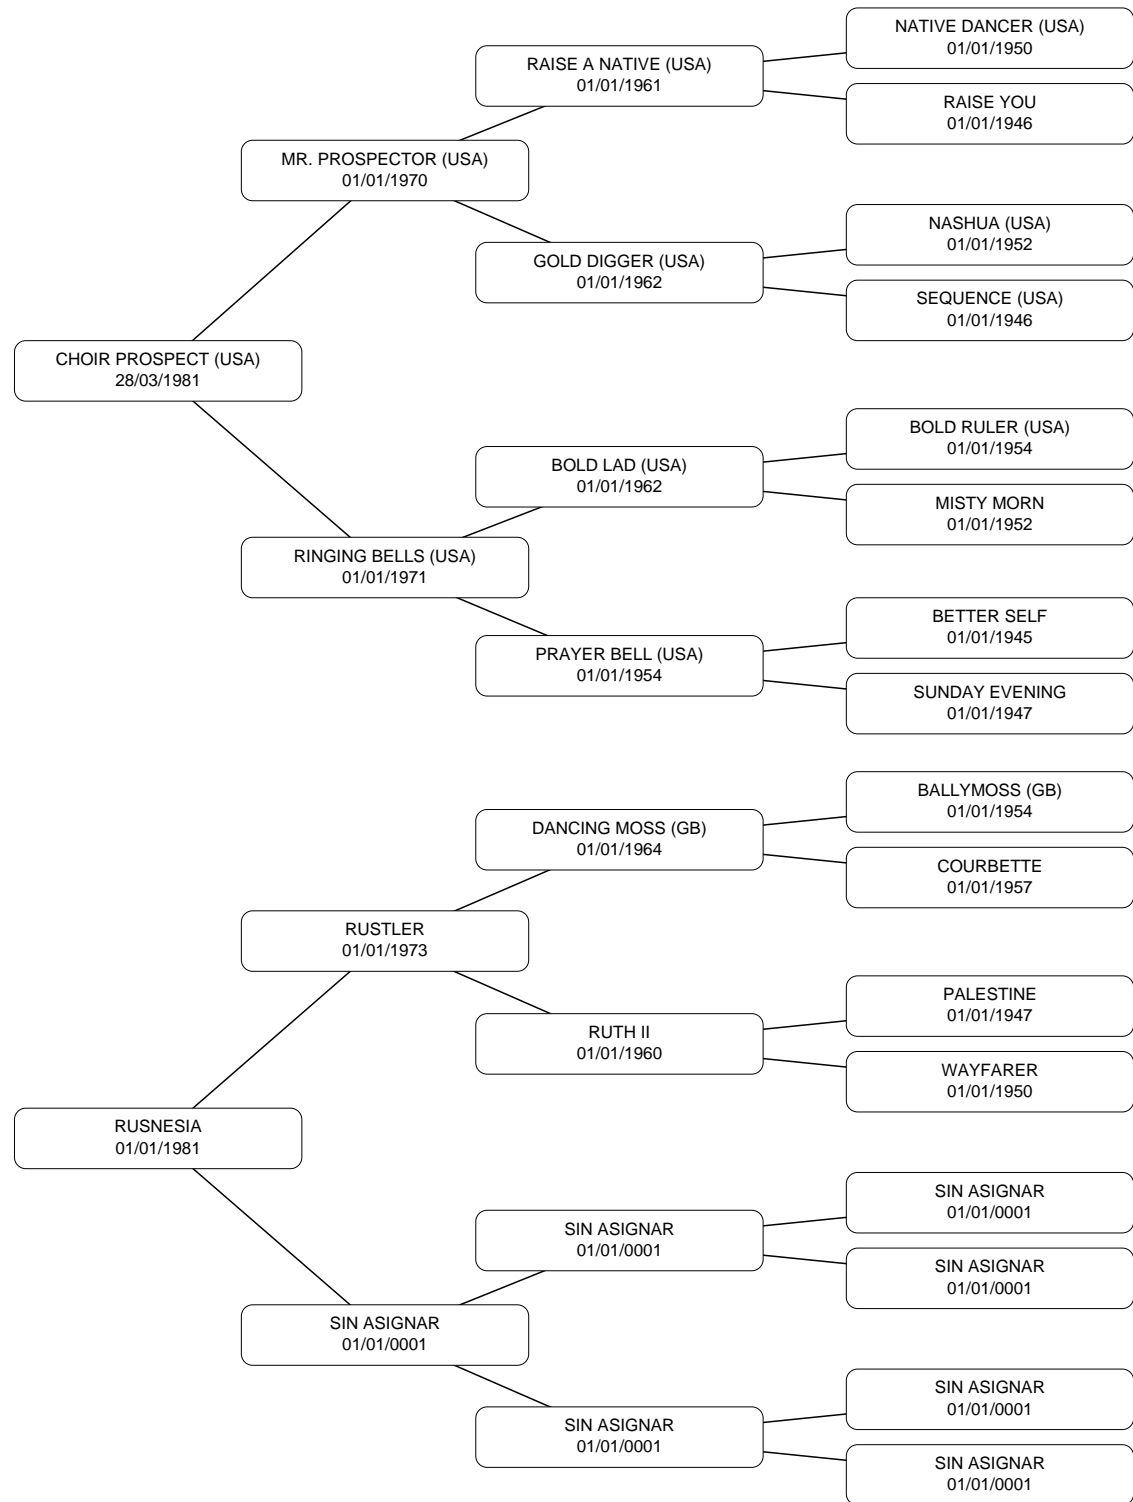 NATIVE DANCER (USA)
01/01/1950
RAISE A NATIVE (USA)
01/01/1961
RAISE YOU
01/01/1946
MR. PROSPECTOR (USA)
01/01/1970
NASHUA (USA)
01/01/1952
GOLD DIGGER (USA)
01/01/1962
SEQUENCE (USA)
01/01/1946
CHOIR PROSPECT (USA)
28/03/1981
BOLD RULER (USA)
01/01/1954
BOLD LAD (USA)
01/01/1962
MISTY MORN
01/01/1952
RINGING BELLS (USA)
01/01/1971
BETTER SELF
01/01/1945
PRAYER BELL (USA)
01/01/1954
SUNDAY EVENING
01/01/1947
BALLYMOSS (GB)
01/01/1954
DANCING MOSS (GB)
01/01/1964
COURBETTE
01/01/1957
RUSTLER
01/01/1973
PALESTINE
01/01/1947
RUTH II
01/01/1960
WAYFARER
01/01/1950
RUSNESIA
01/01/1981
SIN ASIGNAR
01/01/0001
SIN ASIGNAR
01/01/0001
SIN ASIGNAR
01/01/0001
SIN ASIGNAR
01/01/0001
SIN ASIGNAR
01/01/0001
SIN ASIGNAR
01/01/0001
SIN ASIGNAR
01/01/0001